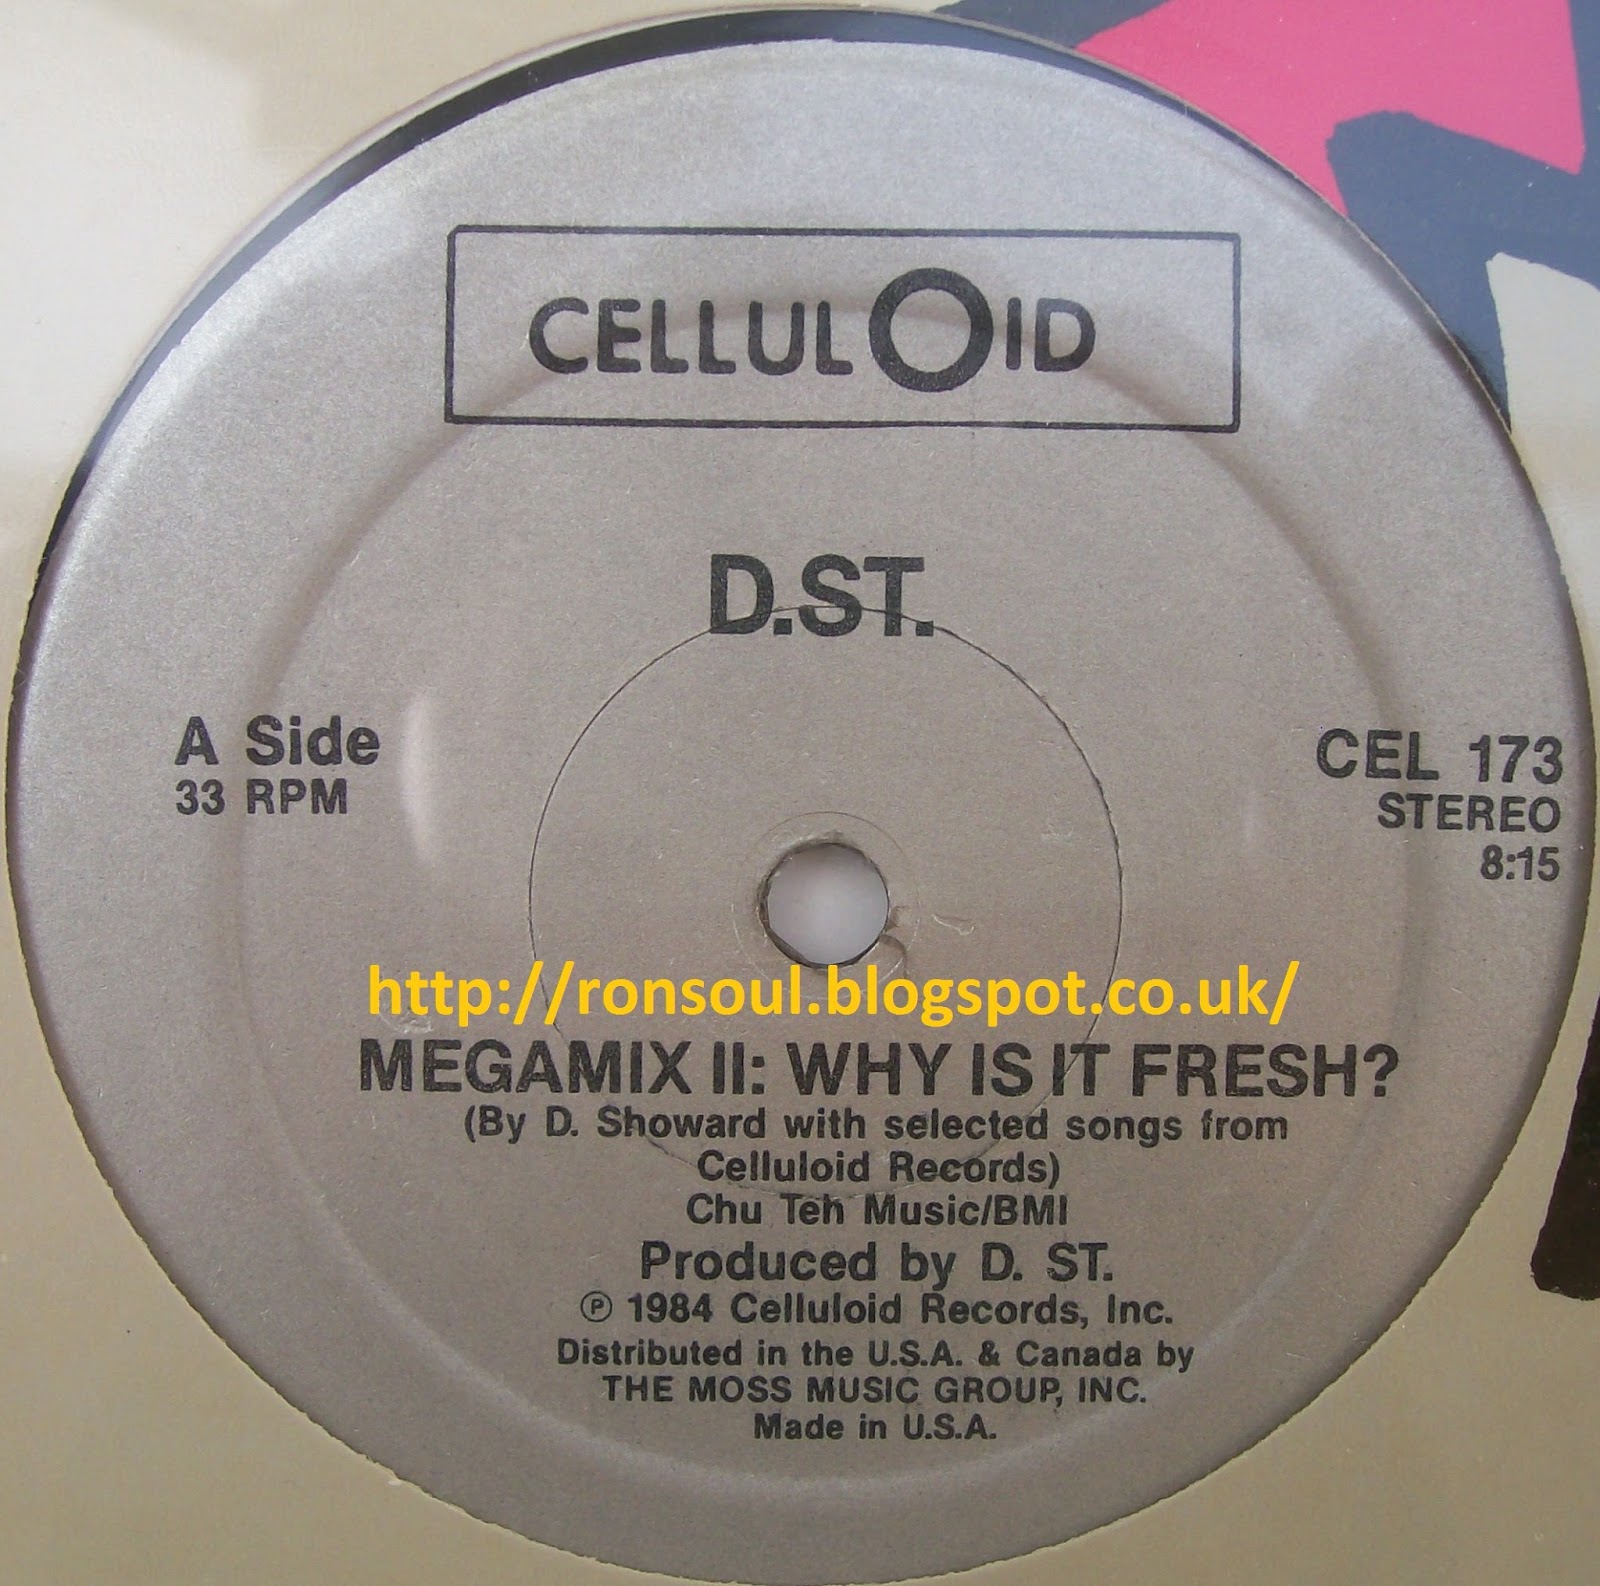 CELLULOID
D.ST.
A Side
33 RPM
CEL 173
STEREO
8:15
http://ronsoul.blogspot.co.uk/
MEGAMIX II: WHY IS IT FRESH?
(By D. Showard with selected songs from
Celluloid Records)
Chu Teh Music/BMI
Produced by D. ST.
℗ 1984 Celluloid Records, Inc.
Distributed in the U.S.A. & Canada by
THE MOSS MUSIC GROUP, INC.
Made in U.S.A.